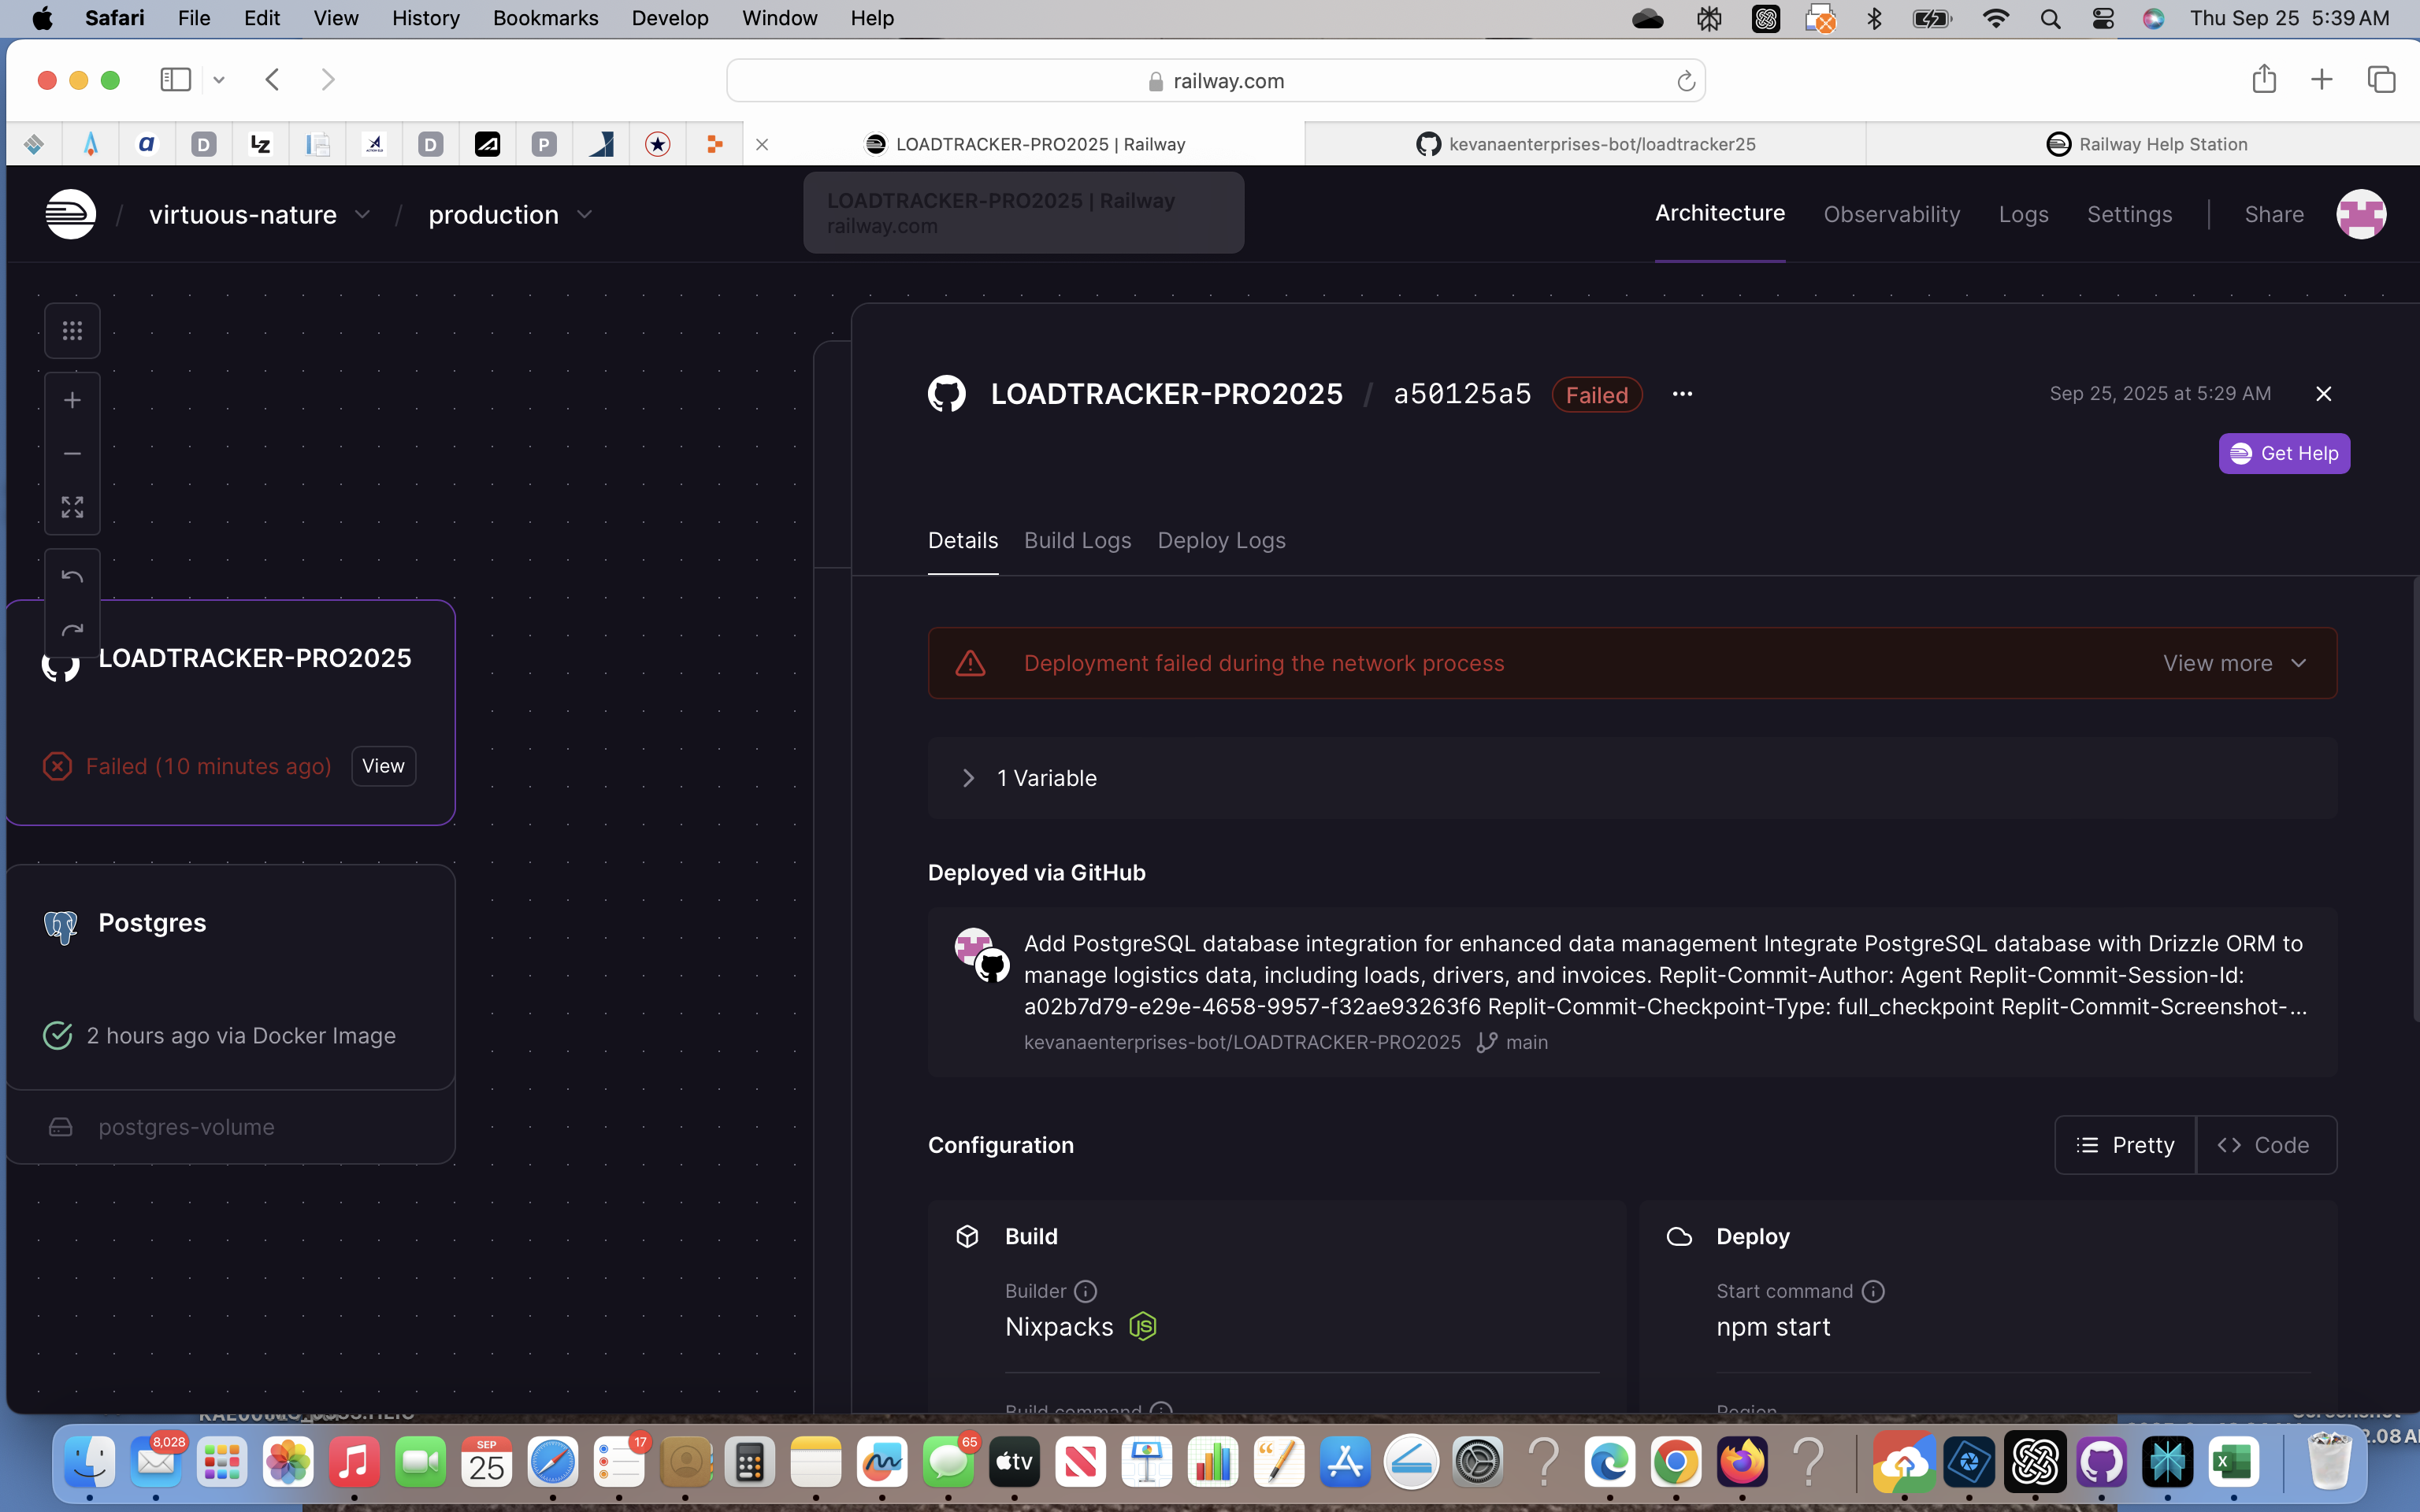 Safari File Edit View History Bookmarks Develop Window Help Thu Sep 25 5:39 AM
railway.com
a D LZ D P LOADTRACKER-PRO2025 | Railway kevanaenterprises-bot/loadtracker25 Railway Help Station
/ virtuous-nature / production
LOADTRACKER-PRO2025 | Railway
railway.com
Architecture Observability Logs Settings Share
LOADTRACKER-PRO2025 / a50125a5 Failed ... Sep 25, 2025 at 5:29 AM
Get Help
Details Build Logs Deploy Logs
LOADTRACKER-PRO2025
Failed (10 minutes ago) View
Postgres
2 hours ago via Docker Image
postgres-volume
Deployment failed during the network process View more
1 Variable
Deployed via GitHub
Add PostgreSQL database integration for enhanced data management Integrate PostgreSQL database with Drizzle ORM to
manage logistics data, including loads, drivers, and invoices. Replit-Commit-Author: Agent Replit-Commit-Session-Id:
a02b7d79-e29e-4658-9957-f32ae93263f6 Replit-Commit-Checkpoint-Type: full_checkpoint Replit-Commit-Screenshot-...
kevanaenterprises-bot/LOADTRACKER-PRO2025 main
Configuration Pretty <> Code
Build
Builder
Nixpacks JS
Build command
Deploy
Start command
npm start
Region
Screenshot
2.08 A
8,028 SEP 25 17 65 tv